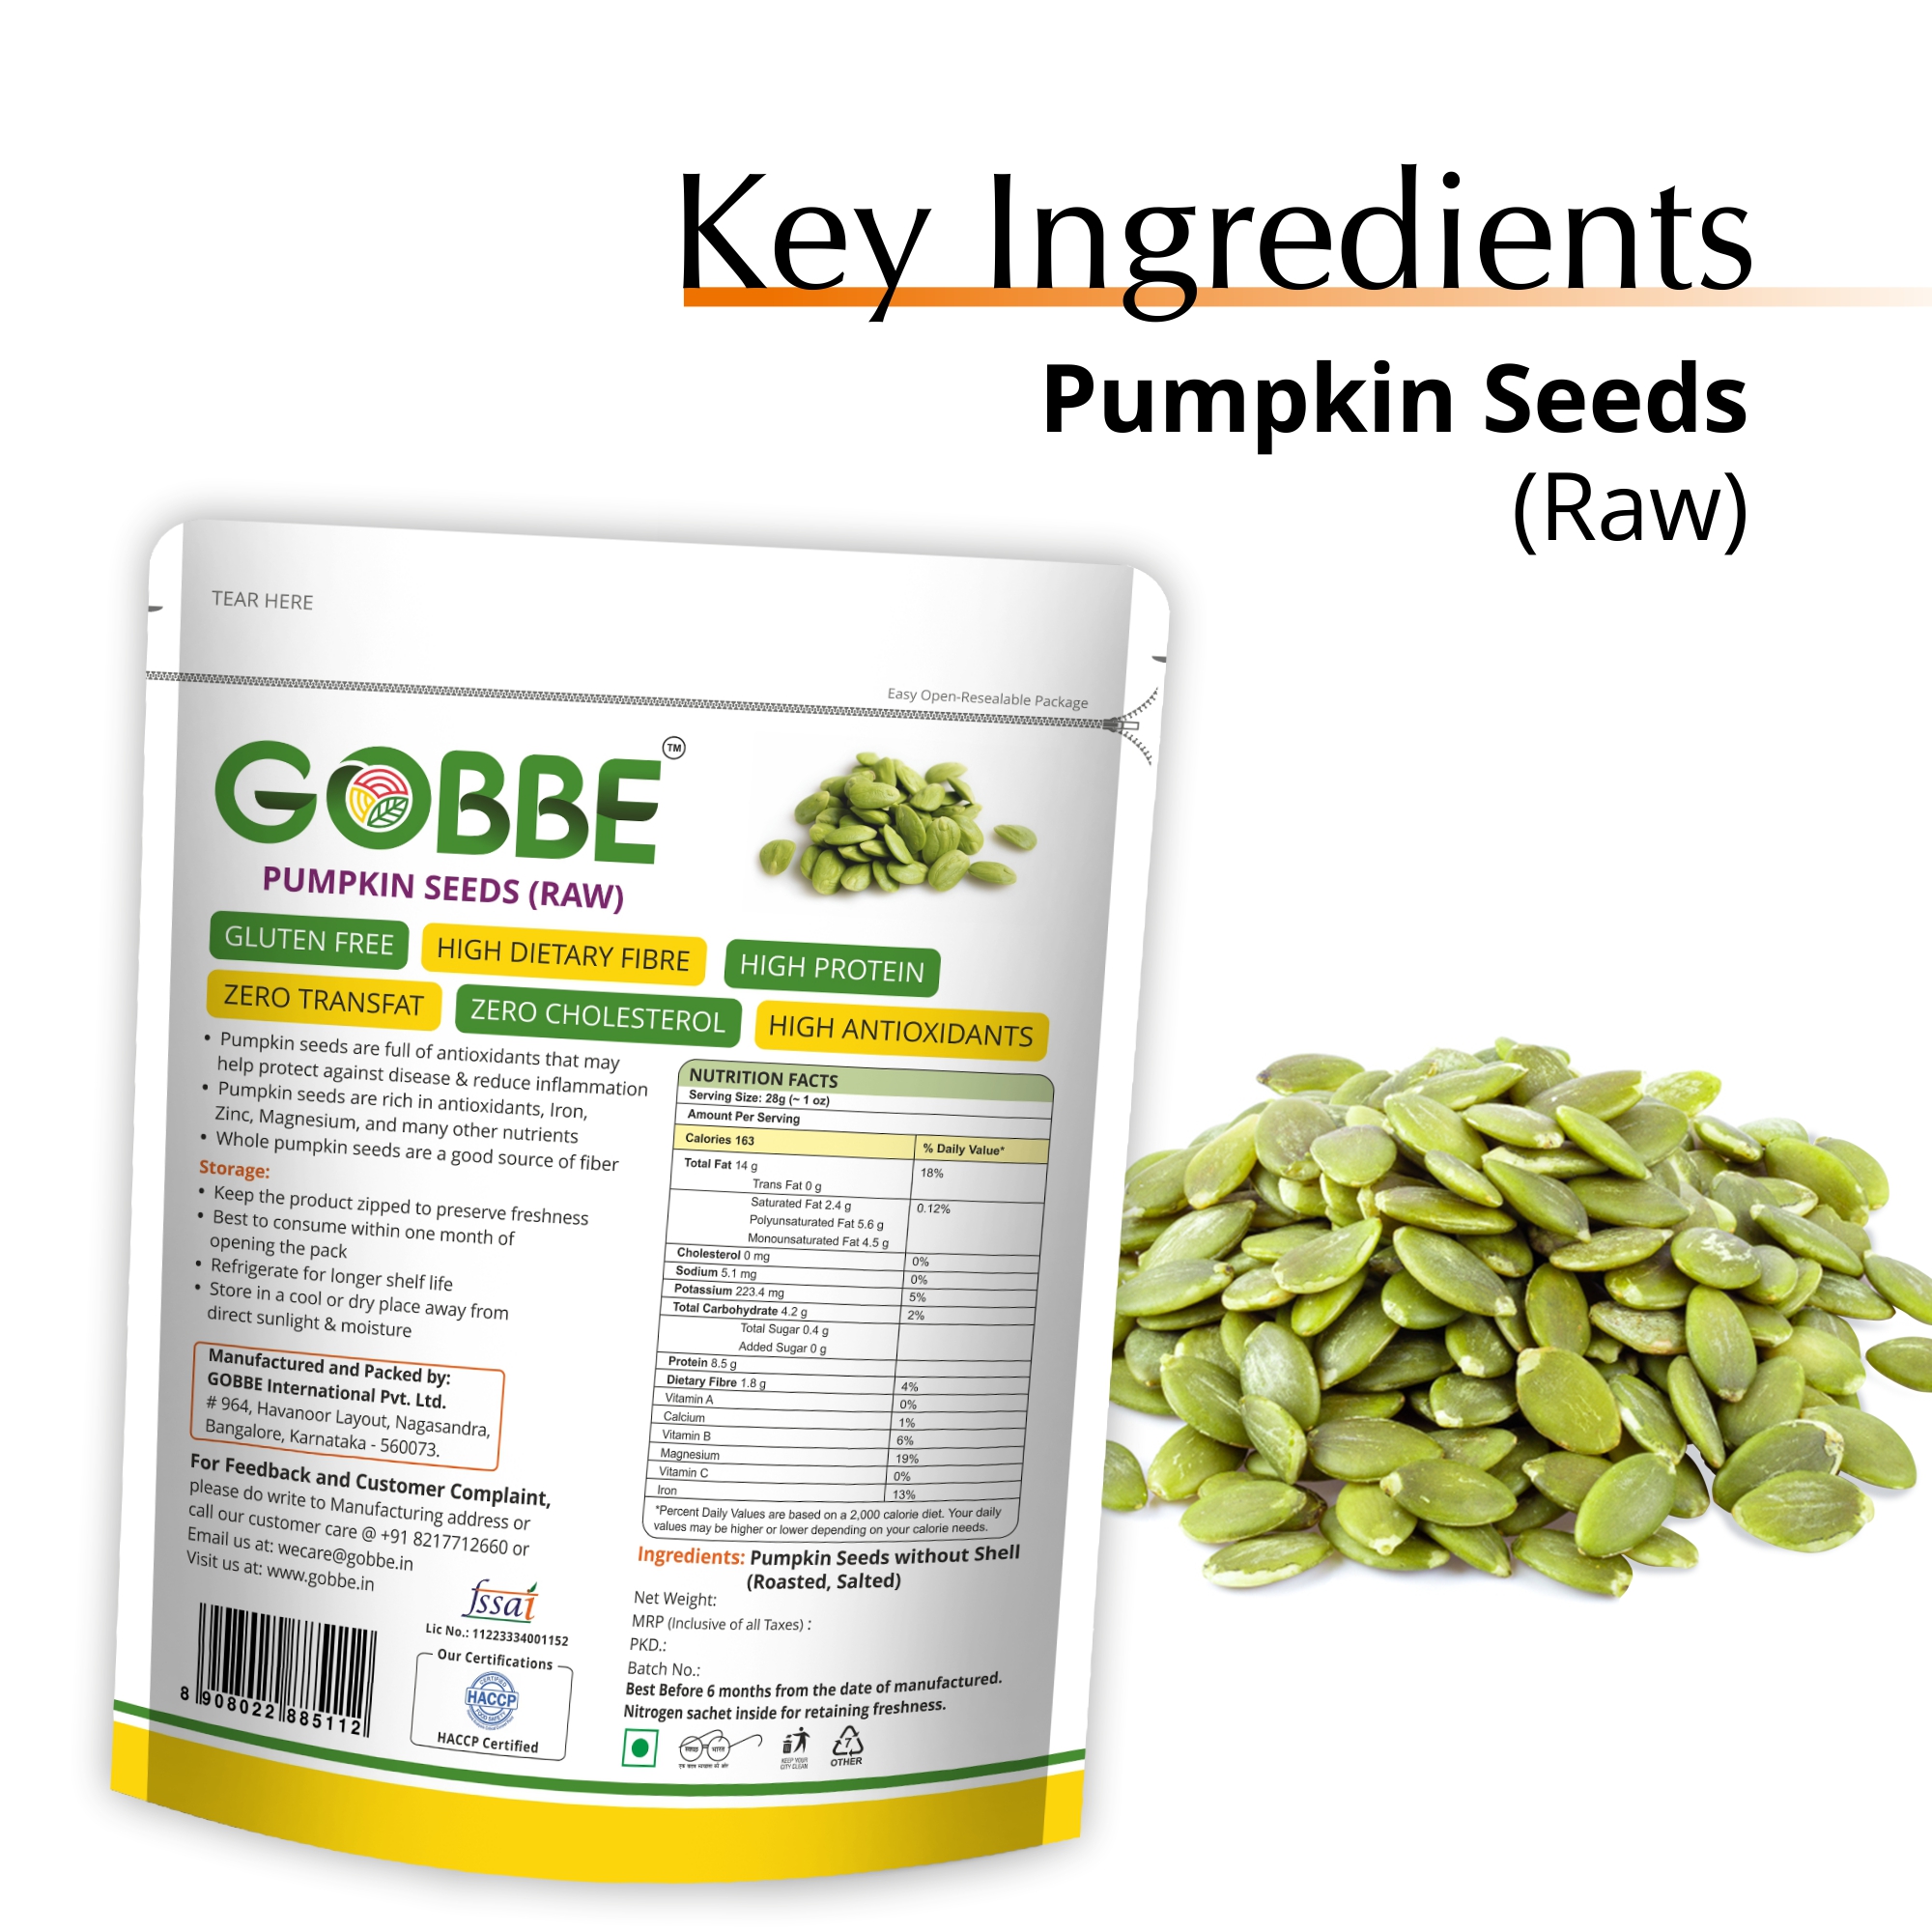 Key Ingredients
Pumpkin Seeds
(Raw)
TEAR HERE
Easy Open-Resealable Package
GOBBE
TM
PUMPKIN SEEDS (RAW)
GLUTEN FREE
HIGH DIETARY FIBRE
HIGH PROTEIN
ZERO TRANSFAT
ZERO CHOLESTEROL
HIGH ANTIOXIDANTS
• Pumpkin seeds are full of antioxidants that may
help protect against disease & reduce inflammation
• Pumpkin seeds are rich in antioxidants, Iron,
Zinc, Magnesium, and many other nutrients
• Whole pumpkin seeds are a good source of fiber
Storage:
• Keep the product zipped to preserve freshness
• Best to consume within one month of
opening the pack
• Refrigerate for longer shelf life
• Store in a cool or dry place away from
direct sunlight & moisture
Manufactured and Packed by:
GOBBE International Pvt. Ltd.
# 964, Havanoor Layout, Nagasandra,
Bangalore, Karnataka - 560073.
For Feedback and Customer Complaint,
please do write to Manufacturing address or
call our customer care @ +91 8217712660 or
Email us at: wecare@gobbe.in
Visit us at: www.gobbe.in
8 908022 885112
fssai
Lic No.: 11223334001152
Our Certifications
CERTIFIED
HACCP
FOOD SAFETY
HACCP Certified
NUTRITION FACTS
Serving Size: 28g (~ 1 oz)
Amount Per Serving
Calories 163 % Daily Value*
Total Fat 14 g 18%
Trans Fat 0 g
Saturated Fat 2.4 g 0.12%
Polyunsaturated Fat 5.6 g
Monounsaturated Fat 4.5 g
Cholesterol 0 mg 0%
Sodium 5.1 mg 0%
Potassium 223.4 mg 5%
Total Carbohydrate 4.2 g 2%
Total Sugar 0.4 g
Added Sugar 0 g
Protein 8.5 g
Dietary Fibre 1.8 g 4%
Vitamin A 0%
Calcium 1%
Vitamin B 6%
Magnesium 19%
Vitamin C 0%
Iron 13%
*Percent Daily Values are based on a 2,000 calorie diet. Your daily
values may be higher or lower depending on your calorie needs.
Ingredients: Pumpkin Seeds without Shell
(Roasted, Salted)
Net Weight:
MRP (Inclusive of all Taxes) :
PKD.:
Batch No.:
Best Before 6 months from the date of manufactured.
Nitrogen sachet inside for retaining freshness.
स्वच्छ भारत
KEEP YOUR
CITY CLEAN
7
OTHER